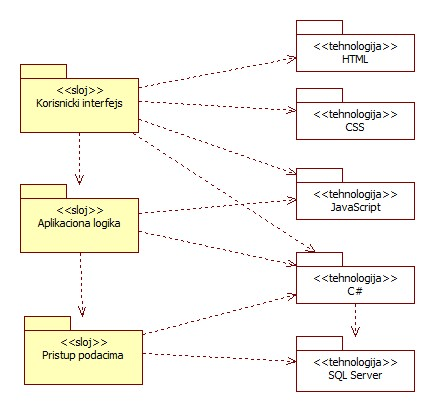 <<tehnologija>>
HTML
<<sloj>>
Korisnicki interfejs
<<tehnologija>>
CSS
<<tehnologija>>
JavaScript
<<sloj>>
Aplikaciona logika
<<tehnologija>>
C#
<<sloj>>
Pristup podacima
<<tehnologija>>
SQL Server